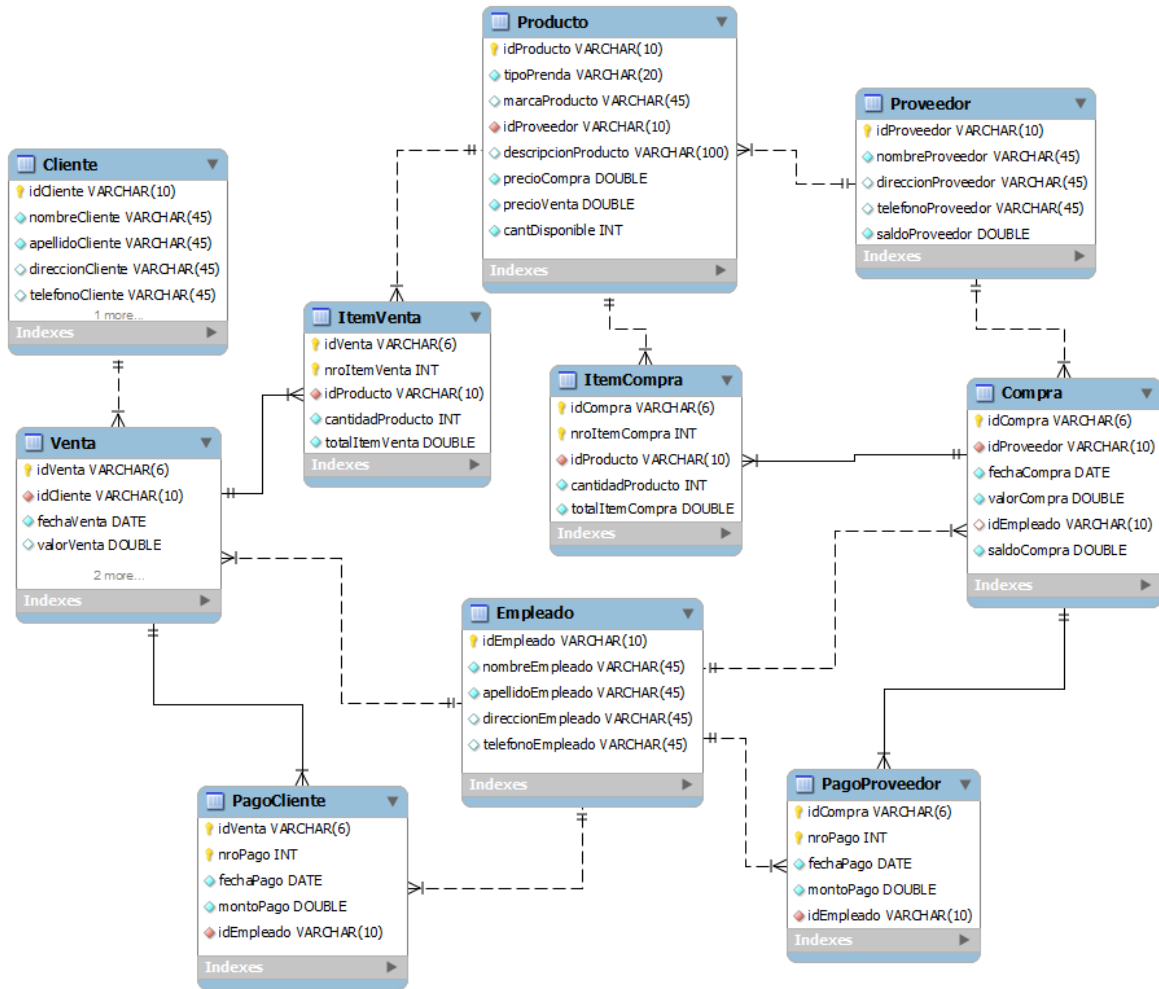 Producto
idProducto VARCHAR(10)
tipoPrenda VARCHAR(20)
marcaProducto VARCHAR(45)
idProveedor VARCHAR(10)
descripcionProducto VARCHAR(100)
precioCompra DOUBLE
precioVenta DOUBLE
cantDisponible INT
Indexes
Proveedor
idProveedor VARCHAR(10)
nombreProveedor VARCHAR(45)
direccionProveedor VARCHAR(45)
telefonoProveedor VARCHAR(45)
saldoProveedor DOUBLE
Indexes
Cliente
idCliente VARCHAR(10)
nombreCliente VARCHAR(45)
apellidoCliente VARCHAR(45)
direccionCliente VARCHAR(45)
telefonoCliente VARCHAR(45)
1 more...
Indexes
ItemVenta
idVenta VARCHAR(6)
nroItemVenta INT
idProducto VARCHAR(10)
cantidadProducto INT
totalItemVenta DOUBLE
Indexes
ItemCompra
idCompra VARCHAR(6)
nroItemCompra INT
idProducto VARCHAR(10)
cantidadProducto INT
totalItemCompra DOUBLE
Indexes
Compra
idCompra VARCHAR(6)
idProveedor VARCHAR(10)
fechaCompra DATE
valorCompra DOUBLE
idEmpleado VARCHAR(10)
saldoCompra DOUBLE
Indexes
Venta
idVenta VARCHAR(6)
idCliente VARCHAR(10)
fechaVenta DATE
valorVenta DOUBLE
2 more...
Indexes
Empleado
idEmpleado VARCHAR(10)
nombreEmpleado VARCHAR(45)
apellidoEmpleado VARCHAR(45)
direccionEmpleado VARCHAR(45)
telefonoEmpleado VARCHAR(45)
Indexes
PagoCliente
idVenta VARCHAR(6)
nroPago INT
fechaPago DATE
montoPago DOUBLE
idEmpleado VARCHAR(10)
Indexes
PagoProveedor
idCompra VARCHAR(6)
nroPago INT
fechaPago DATE
montoPago DOUBLE
idEmpleado VARCHAR(10)
Indexes